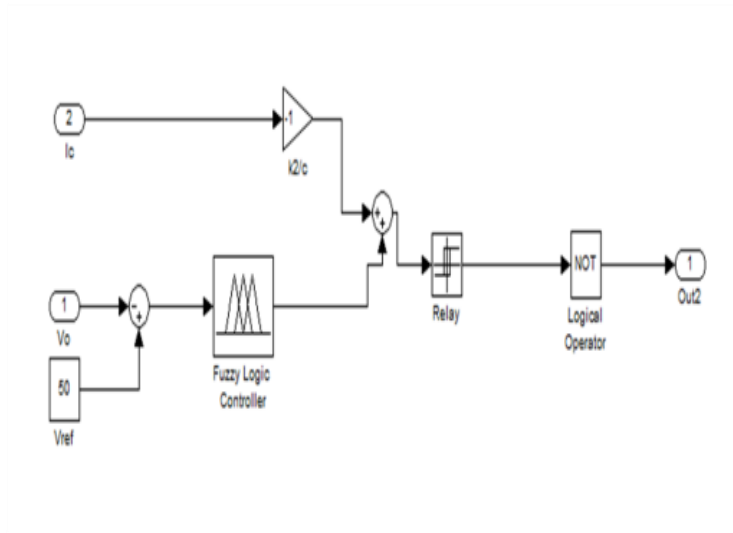 2
Ic
-1
k2/c
+
+
1
Vo
-
+
50
Vref
Fuzzy Logic
Controller
Relay
NOT
Logical
Operator
1
Out2